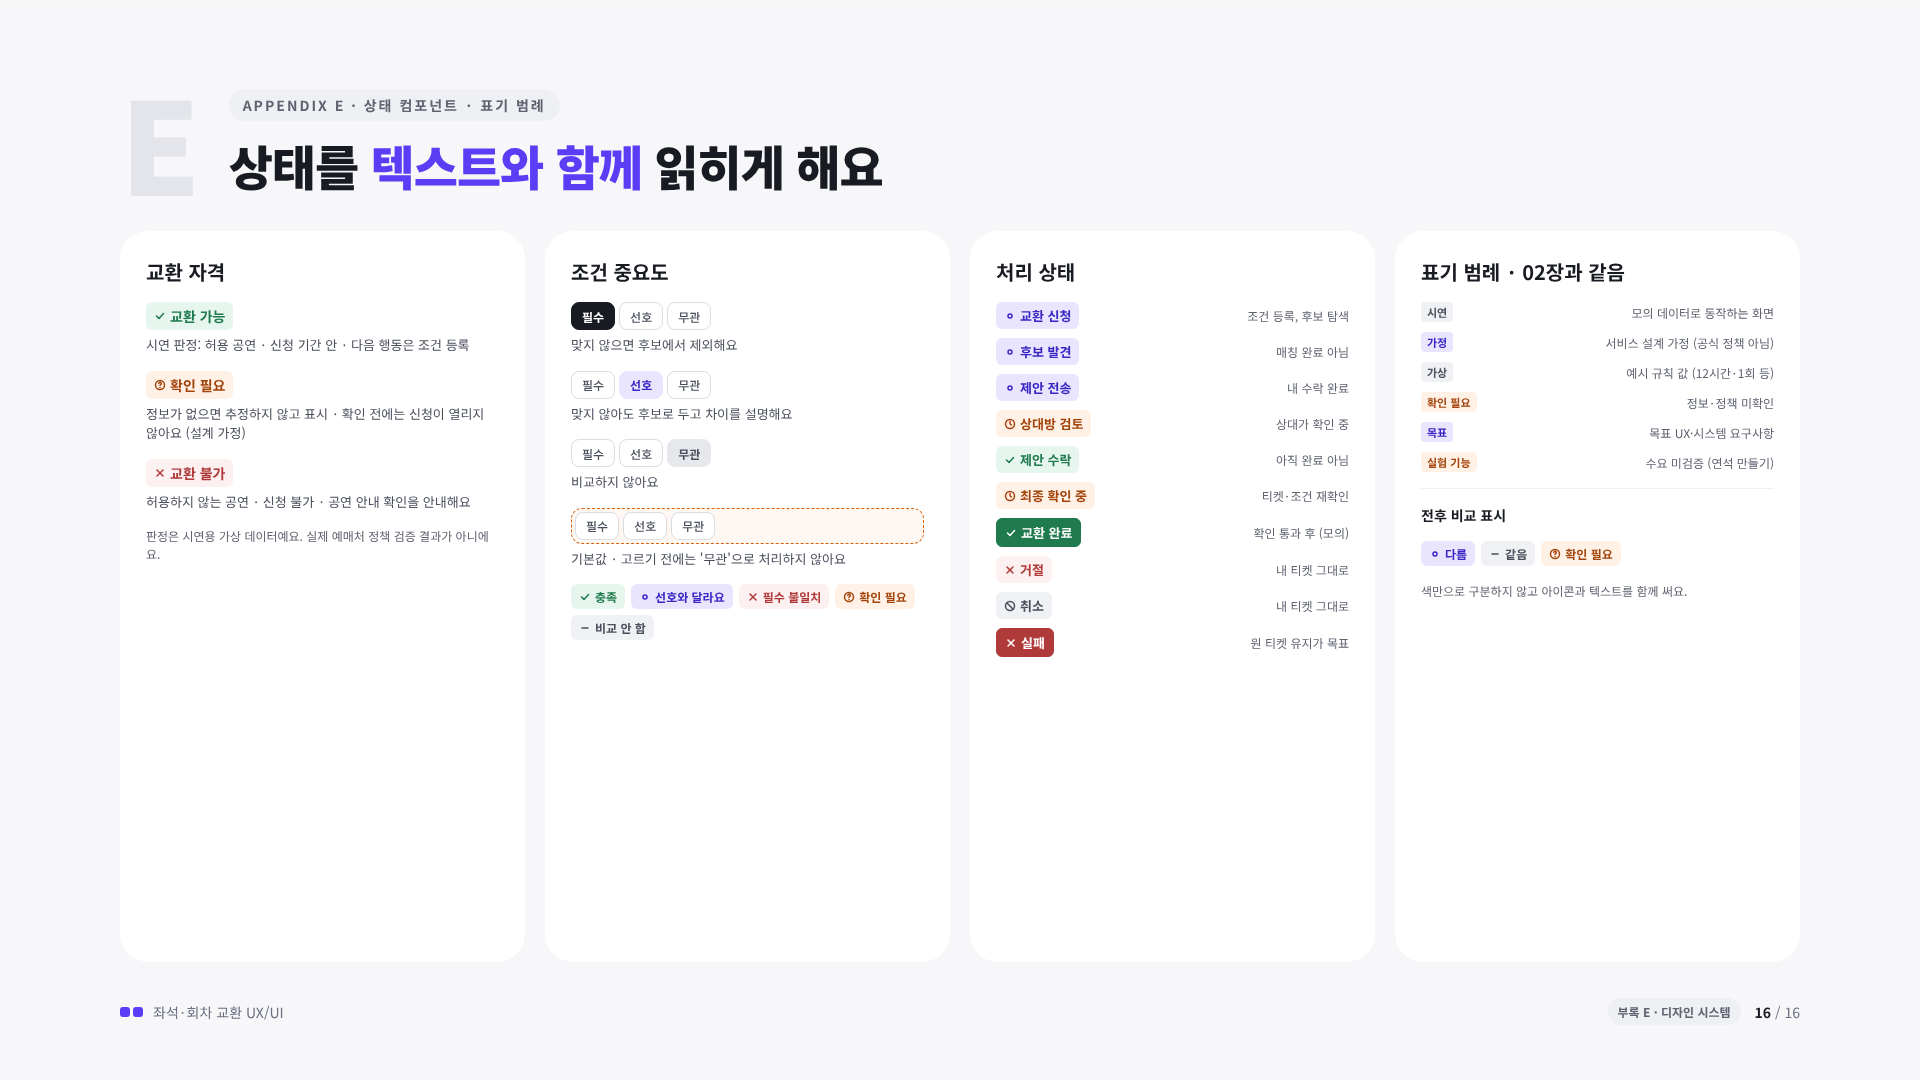 E
APPENDIX E · 상태 컴포넌트 · 표기 범례
상태를 텍스트와 함께 읽히게 해요
교환 자격
교환 가능
시연 판정: 허용 공연 · 신청 기간 안 · 다음 행동은 조건 등록
확인 필요
정보가 없으면 추정하지 않고 표시 · 확인 전에는 신청이 열리지
않아요 (설계 가정)
교환 불가
허용하지 않는 공연 · 신청 불가 · 공연 안내 확인을 안내해요
판정은 시연용 가상 데이터예요. 실제 예매처 정책 검증 결과가 아니에
요.
조건 중요도
필수 선호 무관
맞지 않으면 후보에서 제외해요
필수 선호 무관
맞지 않아도 후보로 두고 차이를 설명해요
필수 선호 무관
비교하지 않아요
필수 선호 무관
기본값 · 고르기 전에는 '무관'으로 처리하지 않아요
충족 선호와 달라요 필수 불일치 확인 필요
비교 안 함
처리 상태
교환 신청 조건 등록, 후보 탐색
후보 발견 매칭 완료 아님
제안 전송 내 수락 완료
상대방 검토 상대가 확인 중
제안 수락 아직 완료 아님
최종 확인 중 티켓·조건 재확인
교환 완료 확인 통과 후 (모의)
거절 내 티켓 그대로
취소 내 티켓 그대로
실패 원 티켓 유지가 목표
표기 범례 · 02장과 같음
시연 모의 데이터로 동작하는 화면
가정 서비스 설계 가정 (공식 정책 아님)
가상 예시 규칙 값 (12시간·1회 등)
확인 필요 정보·정책 미확인
목표 목표 UX·시스템 요구사항
실험 기능 수요 미검증 (연석 만들기)
전후 비교 표시
다름 같음 확인 필요
색만으로 구분하지 않고 아이콘과 텍스트를 함께 써요.
좌석·회차 교환 UX/UI
부록 E · 디자인 시스템 16 / 16